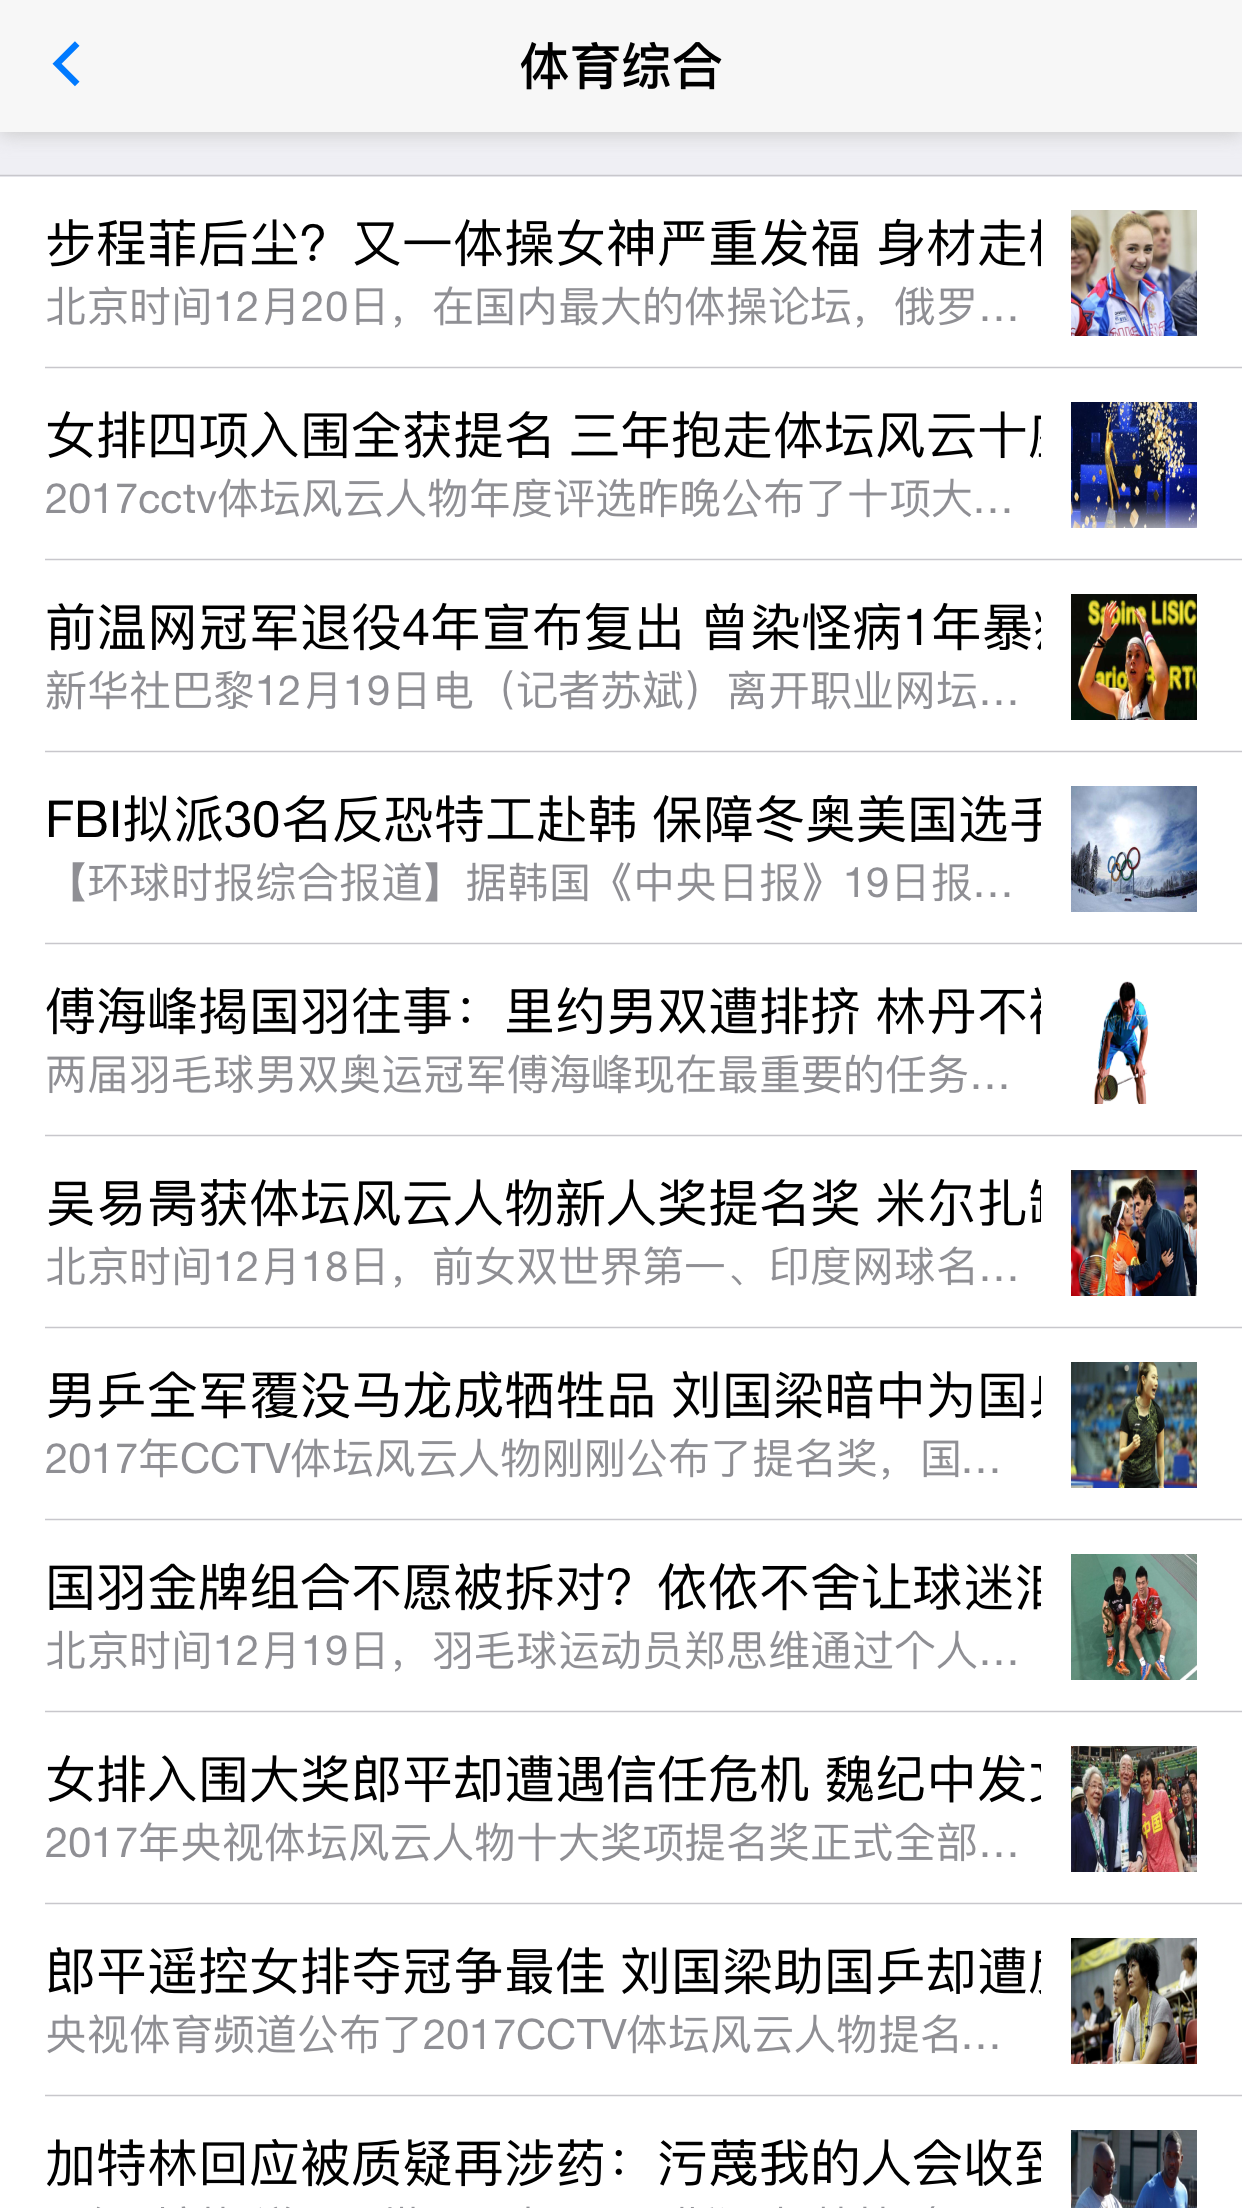 体育综合
步程菲后尘？又一体操女神严重发福 身材走
北京时间12月20日，在国内最大的体操论坛，俄罗...
女排四项入围全获提名 三年抱走体坛风云十
2017cctv体坛风云人物年度评选昨晚公布了十项大...
前温网冠军退役4年宣布复出 曾染怪病1年暴
新华社巴黎12月19日电（记者苏斌）离开职业网坛...
FBI拟派30名反恐特工赴韩 保障冬奥美国选手
【环球时报综合报道】据韩国《中央日报》19日报...
傅海峰揭国羽往事：里约男双遭排挤 林丹不
两届羽毛球男双奥运冠军傅海峰现在最重要的任务...
吴易昺获体坛风云人物新人奖提名奖 米尔扎
北京时间12月18日，前女双世界第一、印度网球名...
男乒全军覆没马龙成牺牲品 刘国梁暗中为国
2017年CCTV体坛风云人物刚刚公布了提名奖，国...
国羽金牌组合不愿被拆对？依依不舍让球迷泪
北京时间12月19日，羽毛球运动员郑思维通过个人...
女排入围大奖郎平却遭遇信任危机 魏纪中发文
2017年央视体坛风云人物十大奖项提名奖正式全部...
郎平遥控女排夺冠争最佳 刘国梁助国乒却遭
央视体育频道公布了2017CCTV体坛风云人物提名...
加特林回应被质疑再涉药：污蔑我的人会收到